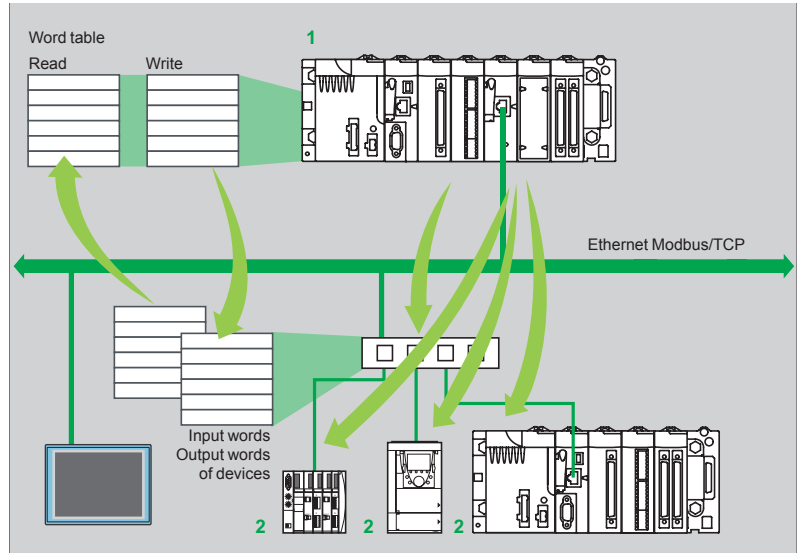 Word table
1
Read
Write
Ethernet Modbus/TCP
Input words
Output words
of devices
2
2
2